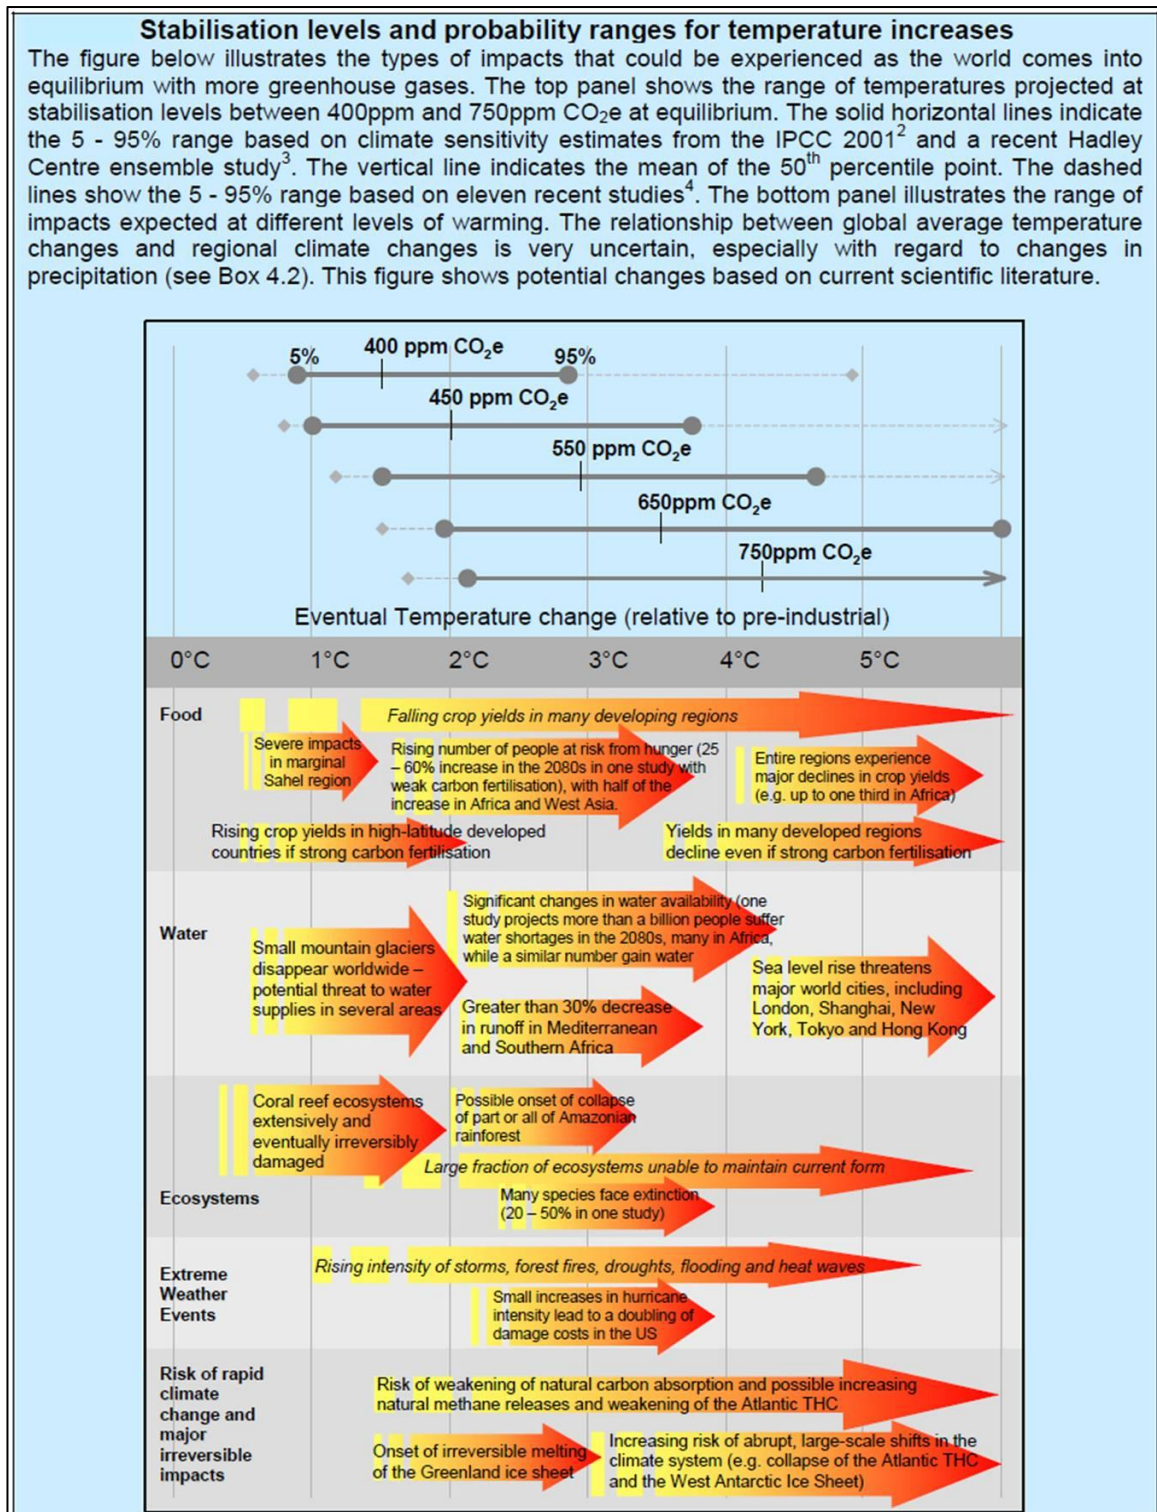 Stabilisation levels and probability ranges for temperature increases
The figure below illustrates the types of impacts that could be experienced as the world comes into
equilibrium with more greenhouse gases. The top panel shows the range of temperatures projected at
stabilisation levels between 400ppm and 750ppm CO₂e at equilibrium. The solid horizontal lines indicate
the 5 - 95% range based on climate sensitivity estimates from the IPCC 2001² and a recent Hadley
Centre ensemble study³. The vertical line indicates the mean of the 50th percentile point. The dashed
lines show the 5 - 95% range based on eleven recent studies⁴. The bottom panel illustrates the range of
impacts expected at different levels of warming. The relationship between global average temperature
changes and regional climate changes is very uncertain, especially with regard to changes in
precipitation (see Box 4.2). This figure shows potential changes based on current scientific literature.
5% 400 ppm CO₂e 95%
450 ppm CO₂e
550 ppm CO₂e
650ppm CO₂e
750ppm CO₂e
Eventual Temperature change (relative to pre-industrial)
0°C 1°C 2°C 3°C 4°C 5°C
Food
Falling crop yields in many developing regions
Severe impacts
in marginal
Sahel region
Rising number of people at risk from hunger (25
– 60% increase in the 2080s in one study with
weak carbon fertilisation), with half of the
increase in Africa and West Asia.
Entire regions experience
major declines in crop yields
(e.g. up to one third in Africa)
Rising crop yields in high-latitude developed
countries if strong carbon fertilisation
Yields in many developed regions
decline even if strong carbon fertilisation
Water
Small mountain glaciers
disappear worldwide –
potential threat to water
supplies in several areas
Significant changes in water availability (one
study projects more than a billion people suffer
water shortages in the 2080s, many in Africa,
while a similar number gain water
Greater than 30% decrease
in runoff in Mediterranean
and Southern Africa
Sea level rise threatens
major world cities, including
London, Shanghai, New
York, Tokyo and Hong Kong
Ecosystems
Coral reef ecosystems
extensively and
eventually irreversibly
damaged
Possible onset of collapse
of part or all of Amazonian
rainforest
Large fraction of ecosystems unable to maintain current form
Many species face extinction
(20 – 50% in one study)
Extreme
Weather
Events
Rising intensity of storms, forest fires, droughts, flooding and heat waves
Small increases in hurricane
intensity lead to a doubling of
damage costs in the US
Risk of rapid
climate
change and
major
irreversible
impacts
Risk of weakening of natural carbon absorption and possible increasing
natural methane releases and weakening of the Atlantic THC
Onset of irreversible melting
of the Greenland ice sheet
Increasing risk of abrupt, large-scale shifts in the
climate system (e.g. collapse of the Atlantic THC
and the West Antarctic Ice Sheet)